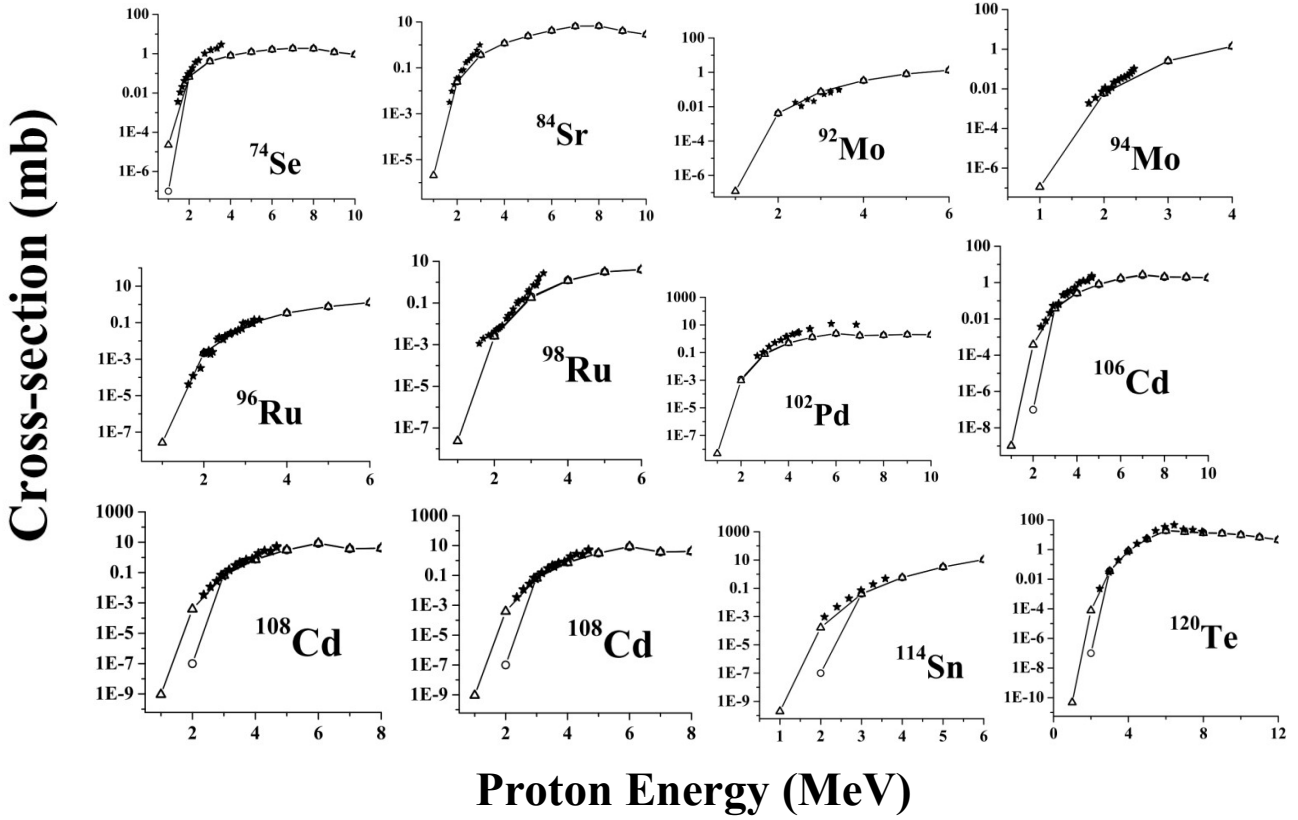 Cross-section (mb)
100
1
0.01
1E-4
1E-6
0 2 4 6 8 10
⁷⁴Se
10
0.1
1E-3
1E-5
2 4 6 8 10
⁸⁴Sr
100
1
0.01
1E-4
1E-6
2 4 6
⁹²Mo
100
1
0.01
1E-4
1E-6
1 2 3 4
⁹⁴Mo
10
0.1
1E-3
1E-5
1E-7
2 4 6
⁹⁶Ru
10
0.1
1E-3
1E-5
1E-7
2 4 6
⁹⁸Ru
1000
10
0.1
1E-3
1E-5
1E-7
2 4 6 8 10
¹⁰²Pd
100
1
0.01
1E-4
1E-6
1E-8
2 4 6 8 10
¹⁰⁶Cd
1000
10
0.1
1E-3
1E-5
1E-7
1E-9
2 4 6 8
¹⁰⁸Cd
1000
10
0.1
1E-3
1E-5
1E-7
1E-9
2 4 6 8
¹⁰⁸Cd
1000
10
0.1
1E-3
1E-5
1E-7
1E-9
1 2 3 4 5 6
¹¹⁴Sn
100
1
0.01
1E-4
1E-6
1E-8
1E-10
0 4 8 12
¹²⁰Te
Proton Energy (MeV)